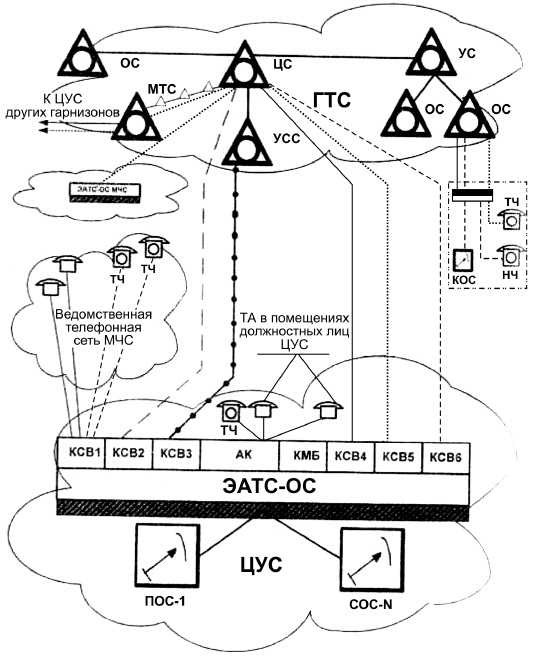 ОС
ЦС
УС
МТС
ГТС
К ЦУС
других гарнизонов
ОС
ОС
УСС
ЭАТС-ОС МЧС
ТЧ
ТЧ
ТЧ
КОС
НЧ
Ведомственная
телефонная
сеть МЧС
ТА в помещениях
должностных лиц
ЦУС
ТЧ
КСВ1
КСВ2
КСВ3
АК
КМБ
КСВ4
КСВ5
КСВ6
ЭАТС-ОС
ЦУС
ПОС-1
СОС-N